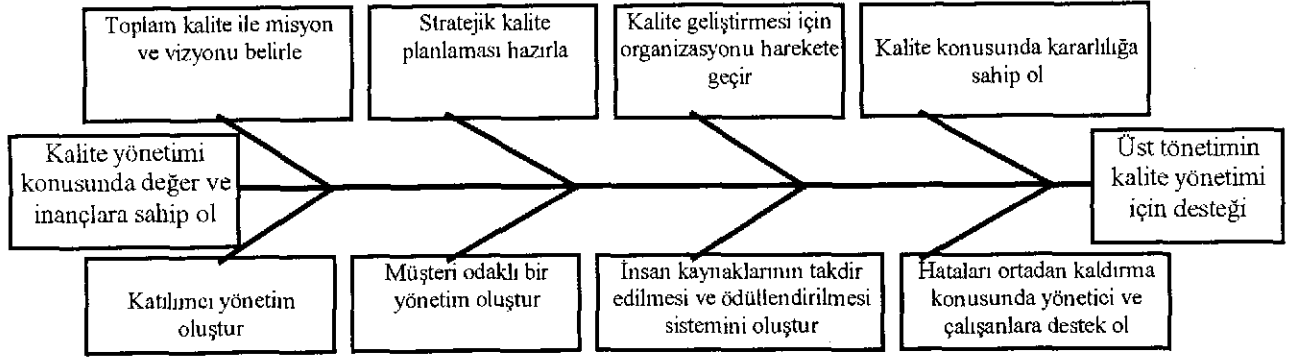 Toplam kalite ile misyon
ve vizyonu belirle
Stratejik kalite
planlaması hazırla
Kalite geliştirmesi için
organizasyonu harekete
geçir
Kalite konusunda kararlılığa
sahip ol
Kalite yönetimi
konusunda değer ve
inançlara sahip ol
Üst tönetimin
kalite yönetimi
için desteği
Katılımcı yönetim
oluştur
Müşteri odaklı bir
yönetim oluştur
İnsan kaynaklarının takdir
edilmesi ve ödüllendirilmesi
sistemini oluştur
Hataları ortadan kaldırma
konusunda yönetici ve
çalışanlara destek ol